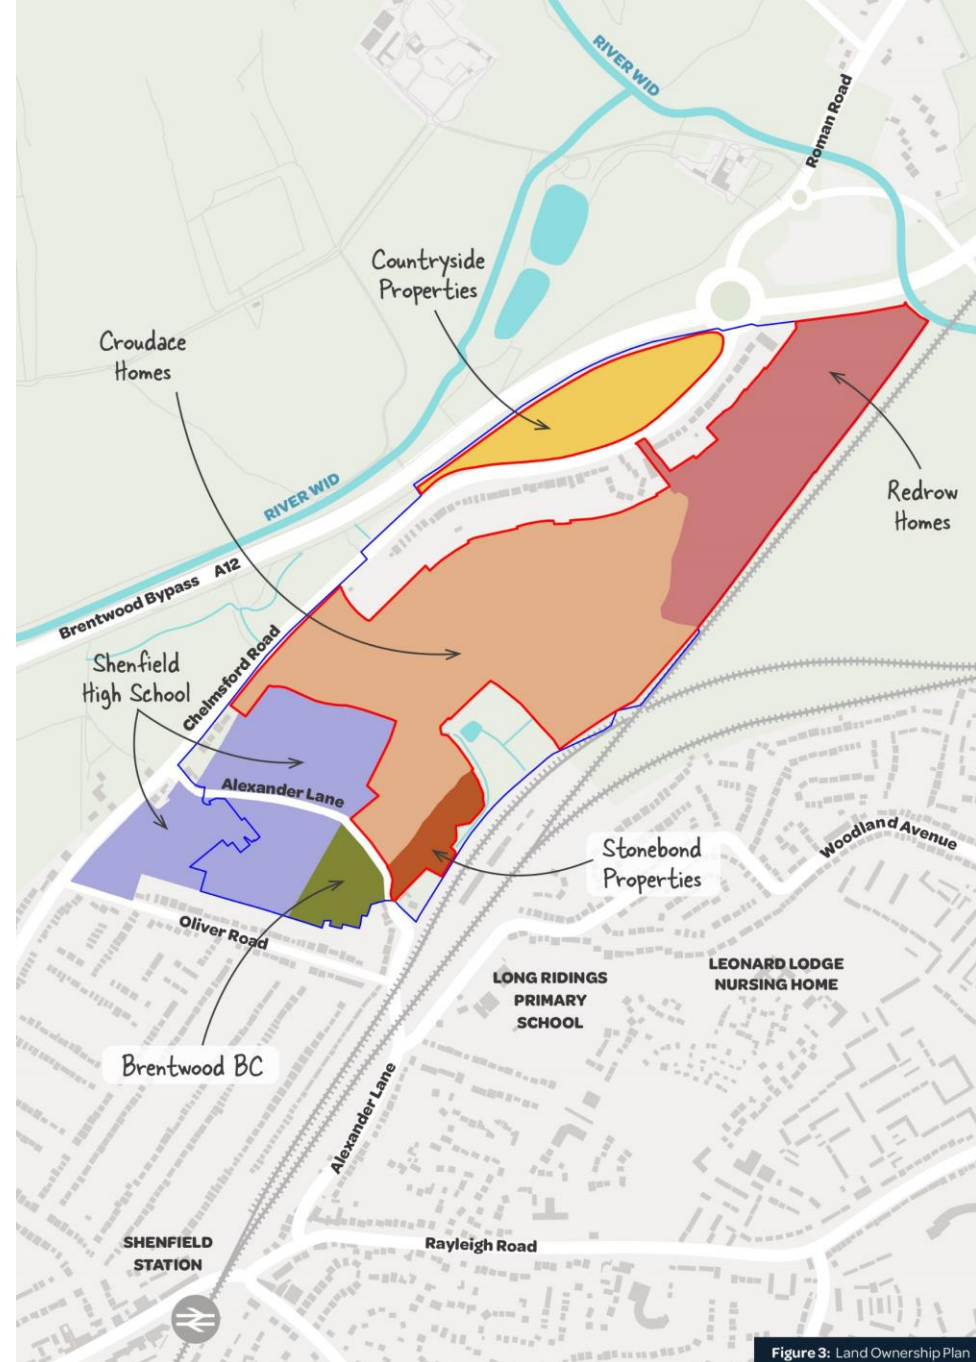 RIVER WID
Roman Road
Countryside
Properties
Croudace
Homes
Redrow
Homes
RIVER WID
Brentwood Bypass A12
Shenfield
High School
Chelmsford Road
Alexander Lane
Stonebond
Properties
Woodland Avenue
Oliver Road
LONG RIDINGS
PRIMARY
SCHOOL
LEONARD LODGE
NURSING HOME
Brentwood BC
Alexander Lane
SHENFIELD
STATION
Rayleigh Road
Figure 3: Land Ownership Plan